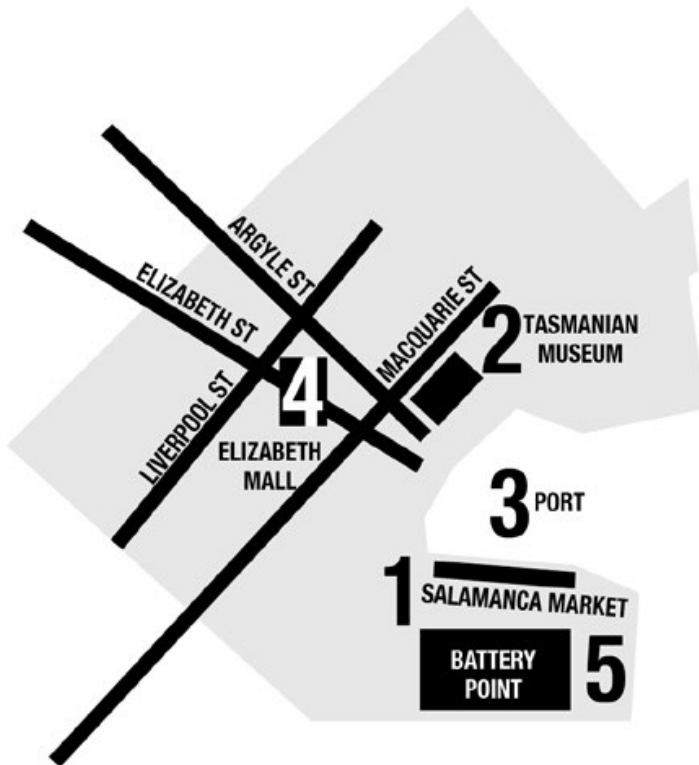 ARGYLE ST
ELIZABETH ST
MACQUARIE ST
2
TASMANIAN
MUSEUM
4
LIVERPOOL ST
ELIZABETH
MALL
3
PORT
1
SALAMANCA MARKET
BATTERY
POINT
5